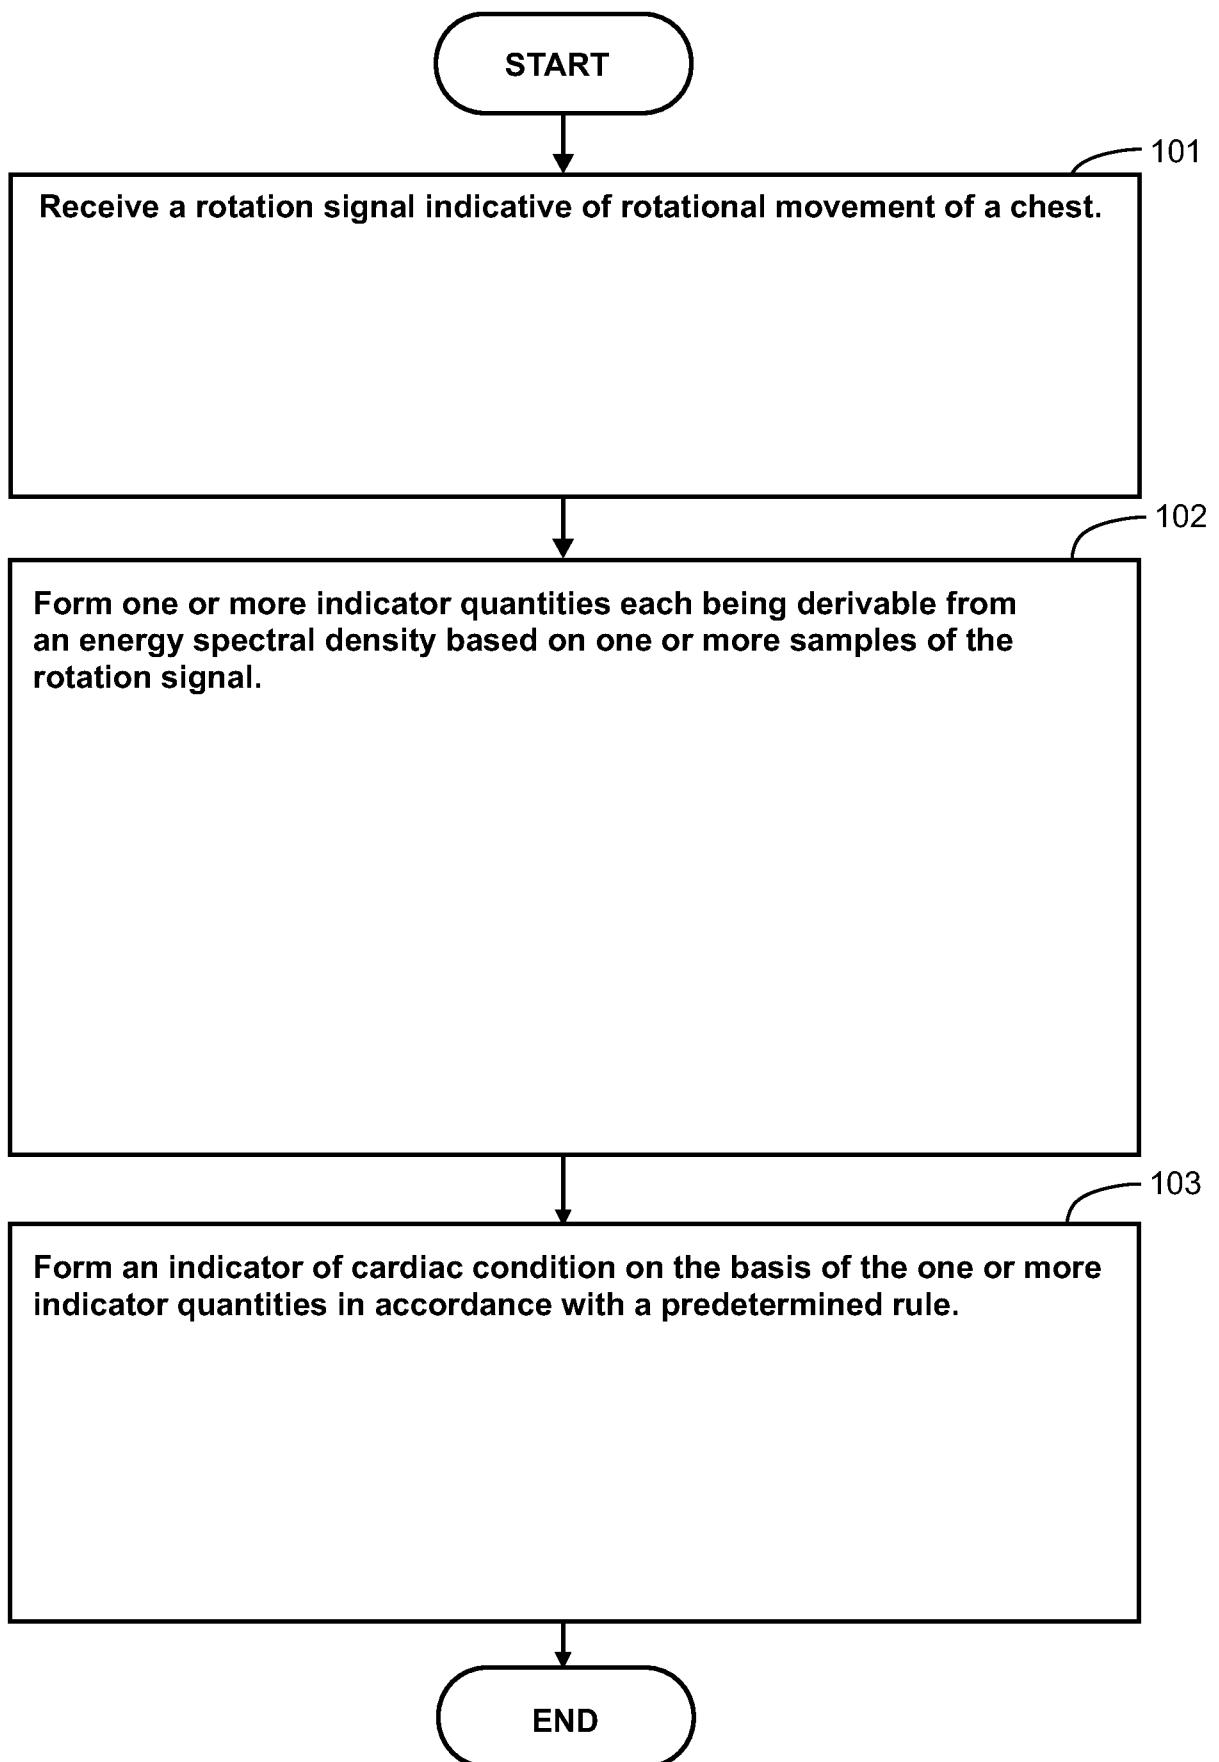 START
101
Receive a rotation signal indicative of rotational movement of a chest.
102
Form one or more indicator quantities each being derivable from
an energy spectral density based on one or more samples of the
rotation signal.
103
Form an indicator of cardiac condition on the basis of the one or more
indicator quantities in accordance with a predetermined rule.
END